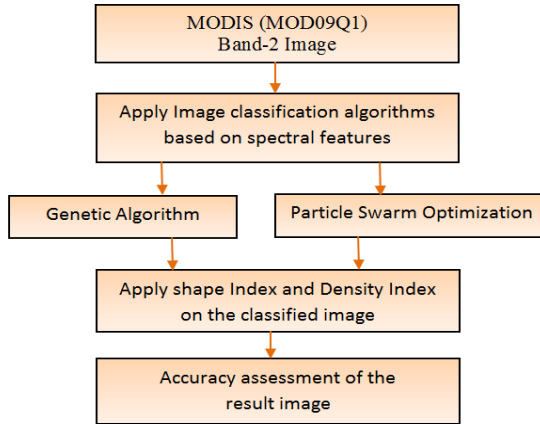 MODIS (MOD09Q1)
Band-2 Image
Apply Image classification algorithms
based on spectral features
Genetic Algorithm
Particle Swarm Optimization
Apply shape Index and Density Index
on the classified image
Accuracy assessment of the
result image